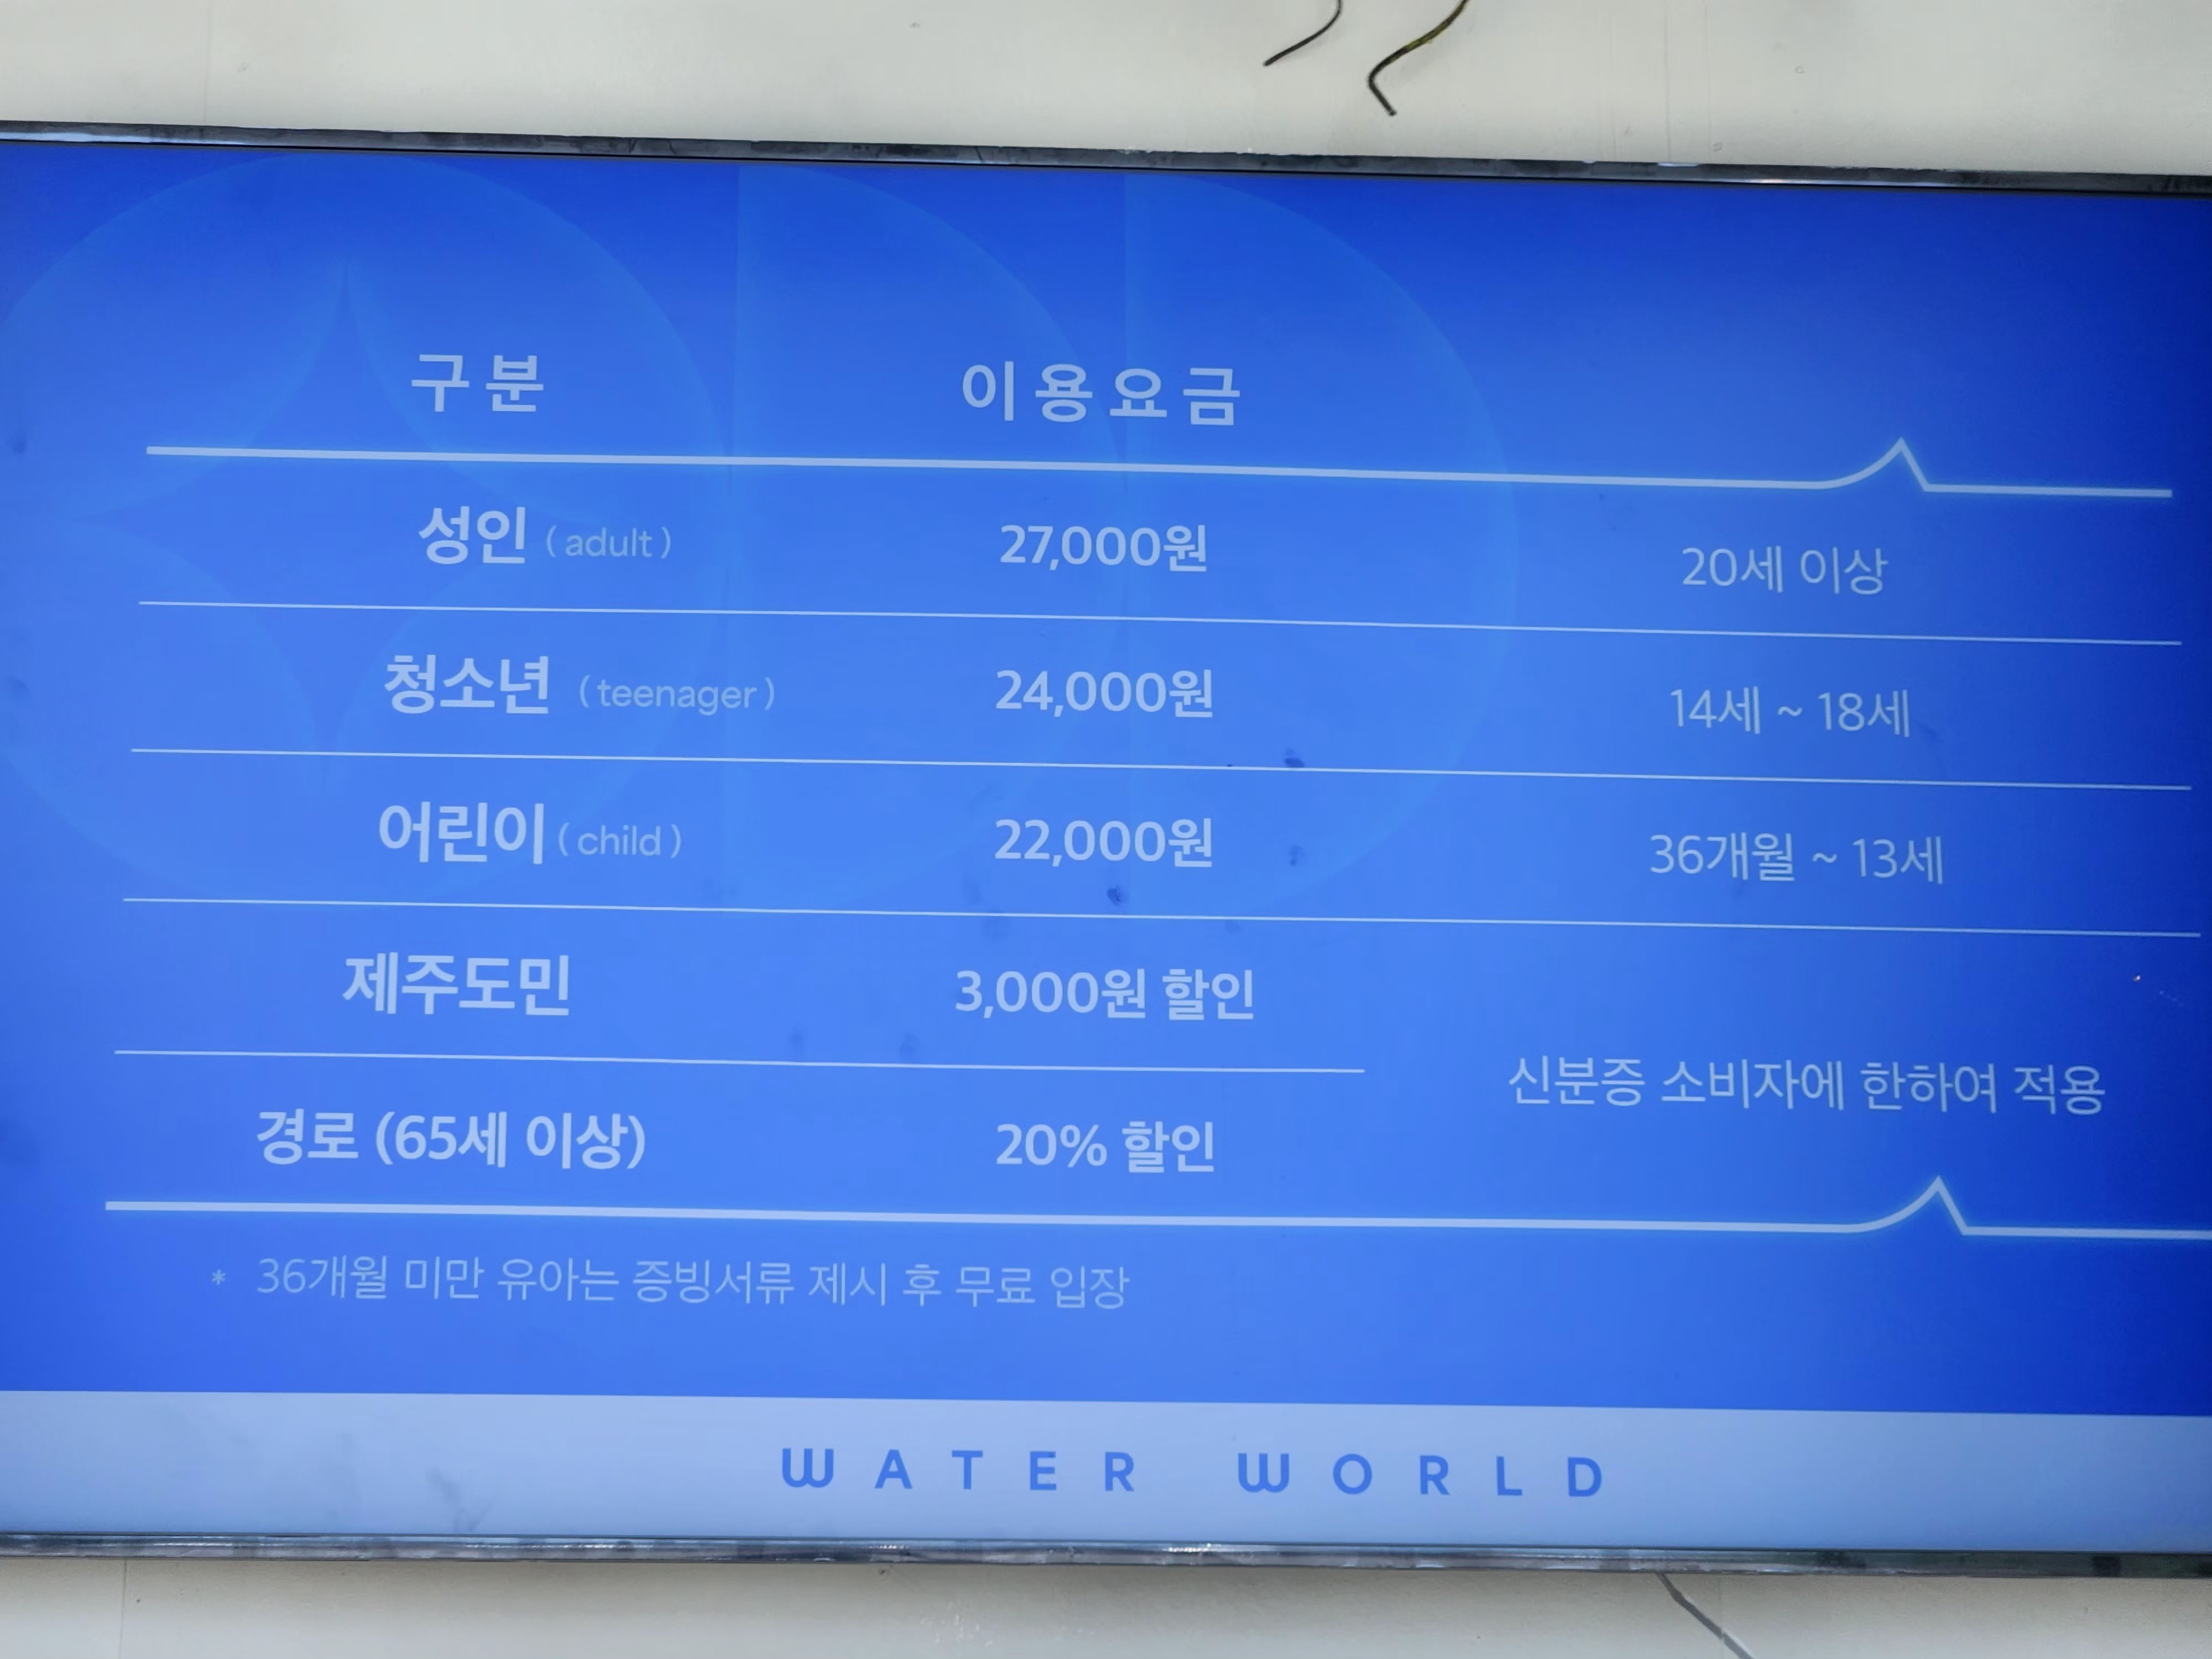 구분 이용요금
성인 (adult) 27,000원 20세 이상
청소년 (teenager) 24,000원 14세 ~ 18세
어린이 (child) 22,000원 36개월 ~ 13세
제주도민 3,000원 할인
신분증 소비자에 한하여 적용
경로 (65세 이상) 20% 할인
* 36개월 미만 유아는 증빙서류 제시 후 무료 입장
WATER WORLD